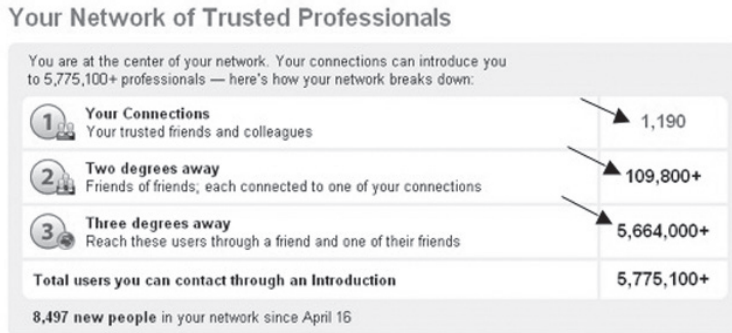 Your Network of Trusted Professionals
You are at the center of your network. Your connections can introduce you
to 5,775,100+ professionals — here's how your network breaks down:
1 Your Connections 1,190
Your trusted friends and colleagues
2 Two degrees away 109,800+
Friends of friends; each connected to one of your connections
3 Three degrees away 5,664,000+
Reach these users through a friend and one of their friends
Total users you can contact through an Introduction 5,775,100+
8,497 new people in your network since April 16